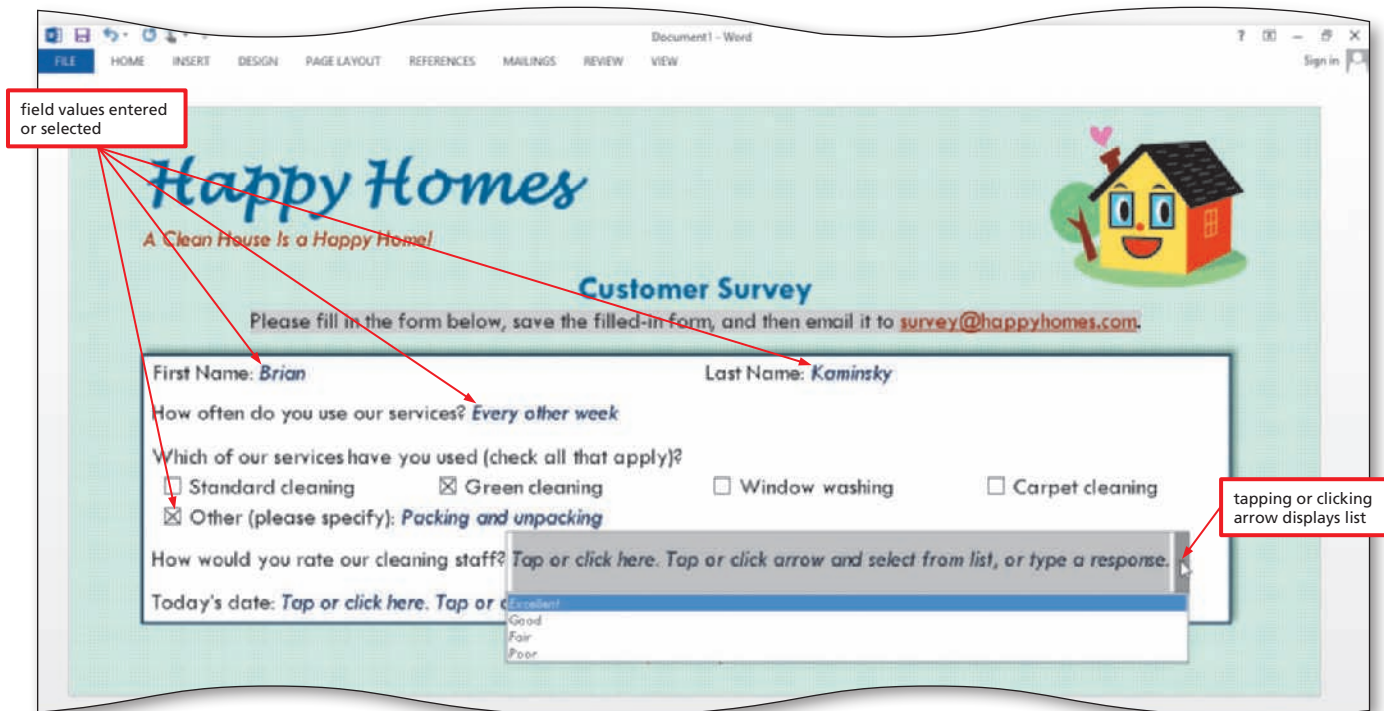 Document1 - Word
?
FILE HOME INSERT DESIGN PAGE LAYOUT REFERENCES MAILINGS REVIEW VIEW Sign in
field values entered
or selected
Happy Homes
A Clean House Is a Happy Home!
Customer Survey
Please fill in the form below, save the filled-in form, and then email it to survey@happyhomes.com.
First Name: Brian Last Name: Kaminsky
How often do you use our services? Every other week
Which of our services have you used (check all that apply)?
☐ Standard cleaning ☒ Green cleaning ☐ Window washing ☐ Carpet cleaning
☒ Other (please specify): Packing and unpacking
tapping or clicking
arrow displays list
How would you rate our cleaning staff? Tap or click here. Tap or click arrow and select from list, or type a response.
Today's date: Tap or click here. Tap or
Excellent
Good
Fair
Poor